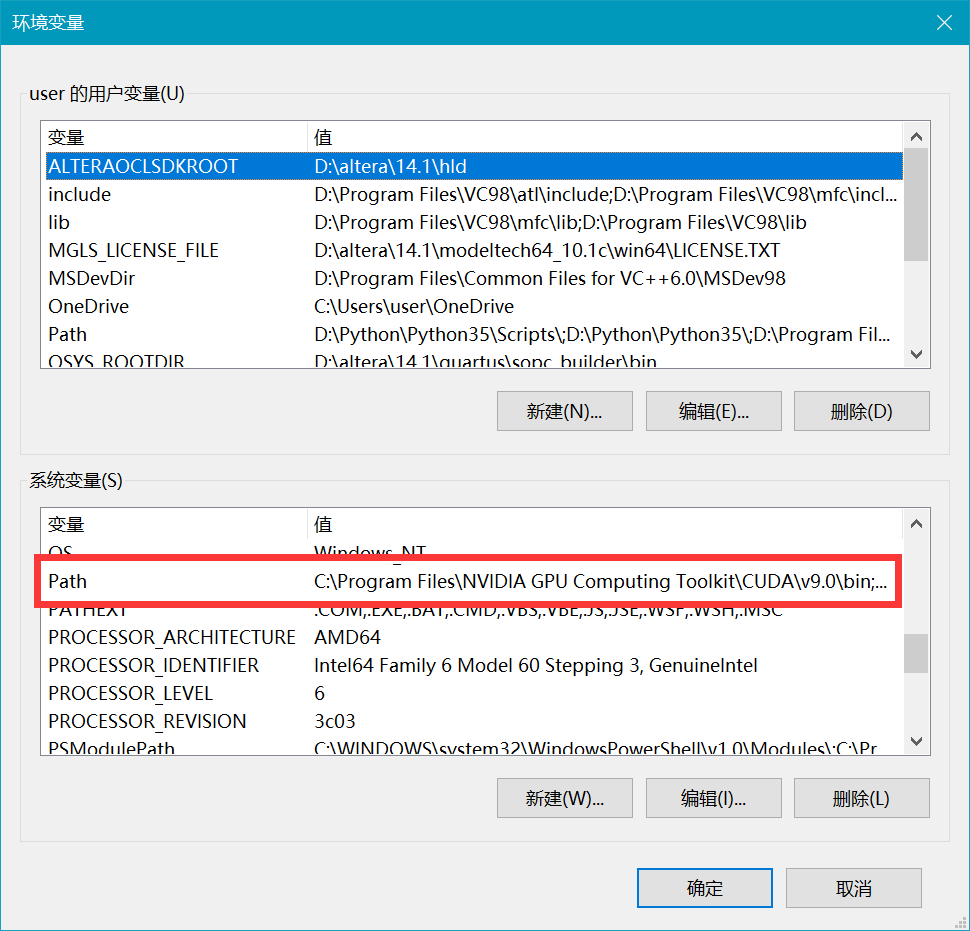 环境变量
user 的用户变量(U)
变量 值
ALTERAOCLSDKROOT D:\altera\14.1\hld
include D:\Program Files\VC98\atl\include;D:\Program Files\VC98\mfc\incl...
lib D:\Program Files\VC98\mfc\lib;D:\Program Files\VC98\lib
MGLS_LICENSE_FILE D:\altera\14.1\modeltech64_10.1c\win64\LICENSE.TXT
MSDevDir D:\Program Files\Common Files for VC++6.0\MSDev98
OneDrive C:\Users\user\OneDrive
Path D:\Python\Python35\Scripts\;D:\Python\Python35\;D:\Program Fil...
QSYS_ROOTDIR D:\altera\14.1\quartus\sopc_builder\bin
新建(N)... 编辑(E)... 删除(D)
系统变量(S)
变量 值
OS Windows_NT
Path C:\Program Files\NVIDIA GPU Computing Toolkit\CUDA\v9.0\bin;...
PATHEXT .COM;.EXE;.BAT;.CMD;.VBS;.VBE;.JS;.JSE;.WSF;.WSH;.MSC
PROCESSOR_ARCHITECTURE AMD64
PROCESSOR_IDENTIFIER Intel64 Family 6 Model 60 Stepping 3, GenuineIntel
PROCESSOR_LEVEL 6
PROCESSOR_REVISION 3c03
PSModulePath C:\WINDOWS\system32\WindowsPowerShell\v1.0\Modules\;C:\Pr
新建(W)... 编辑(I)... 删除(L)
确定 取消